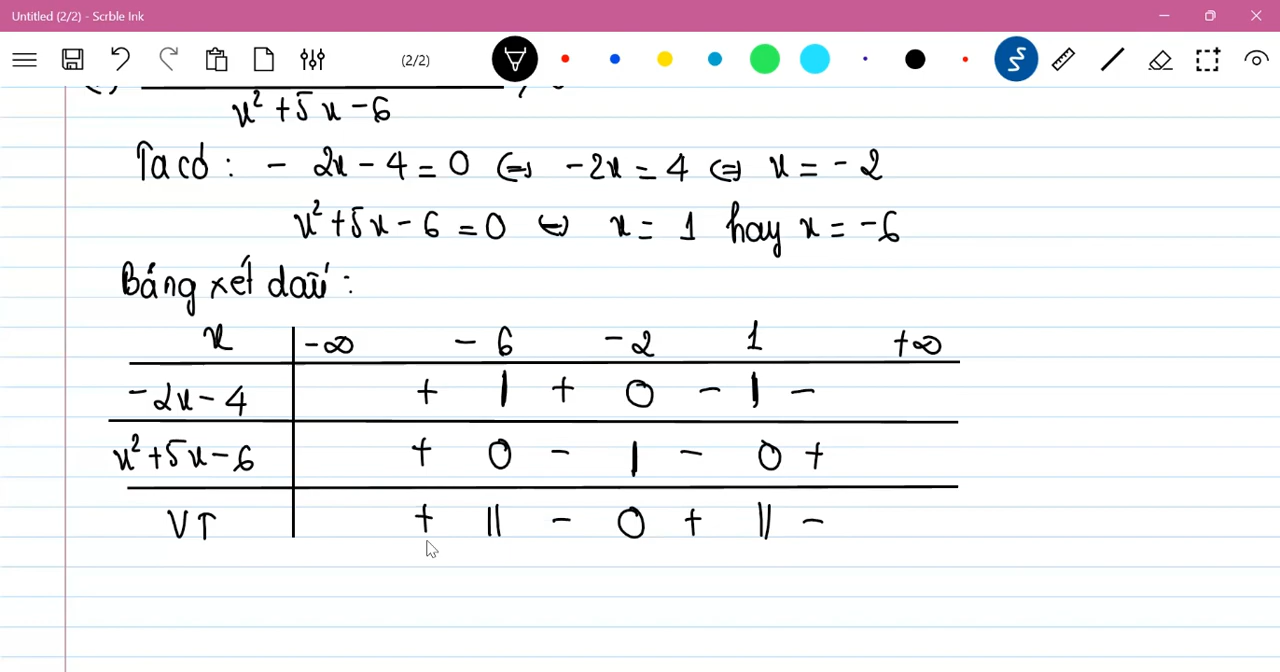 Untitled (2/2) - Scrble Ink
(2/2)
x² + 5x - 6
Ta có : - 2x - 4 = 0 ⇔ -2x = 4 ⇔ x = -2
x² + 5x - 6 = 0 ⇔ x = 1 hay x = -6
Bảng xét dấu :
x -∞ -6 -2 1 +∞
-2x - 4 + | + 0 - | -
x² + 5x - 6 + 0 - | - 0 +
VT + || - 0 + || -